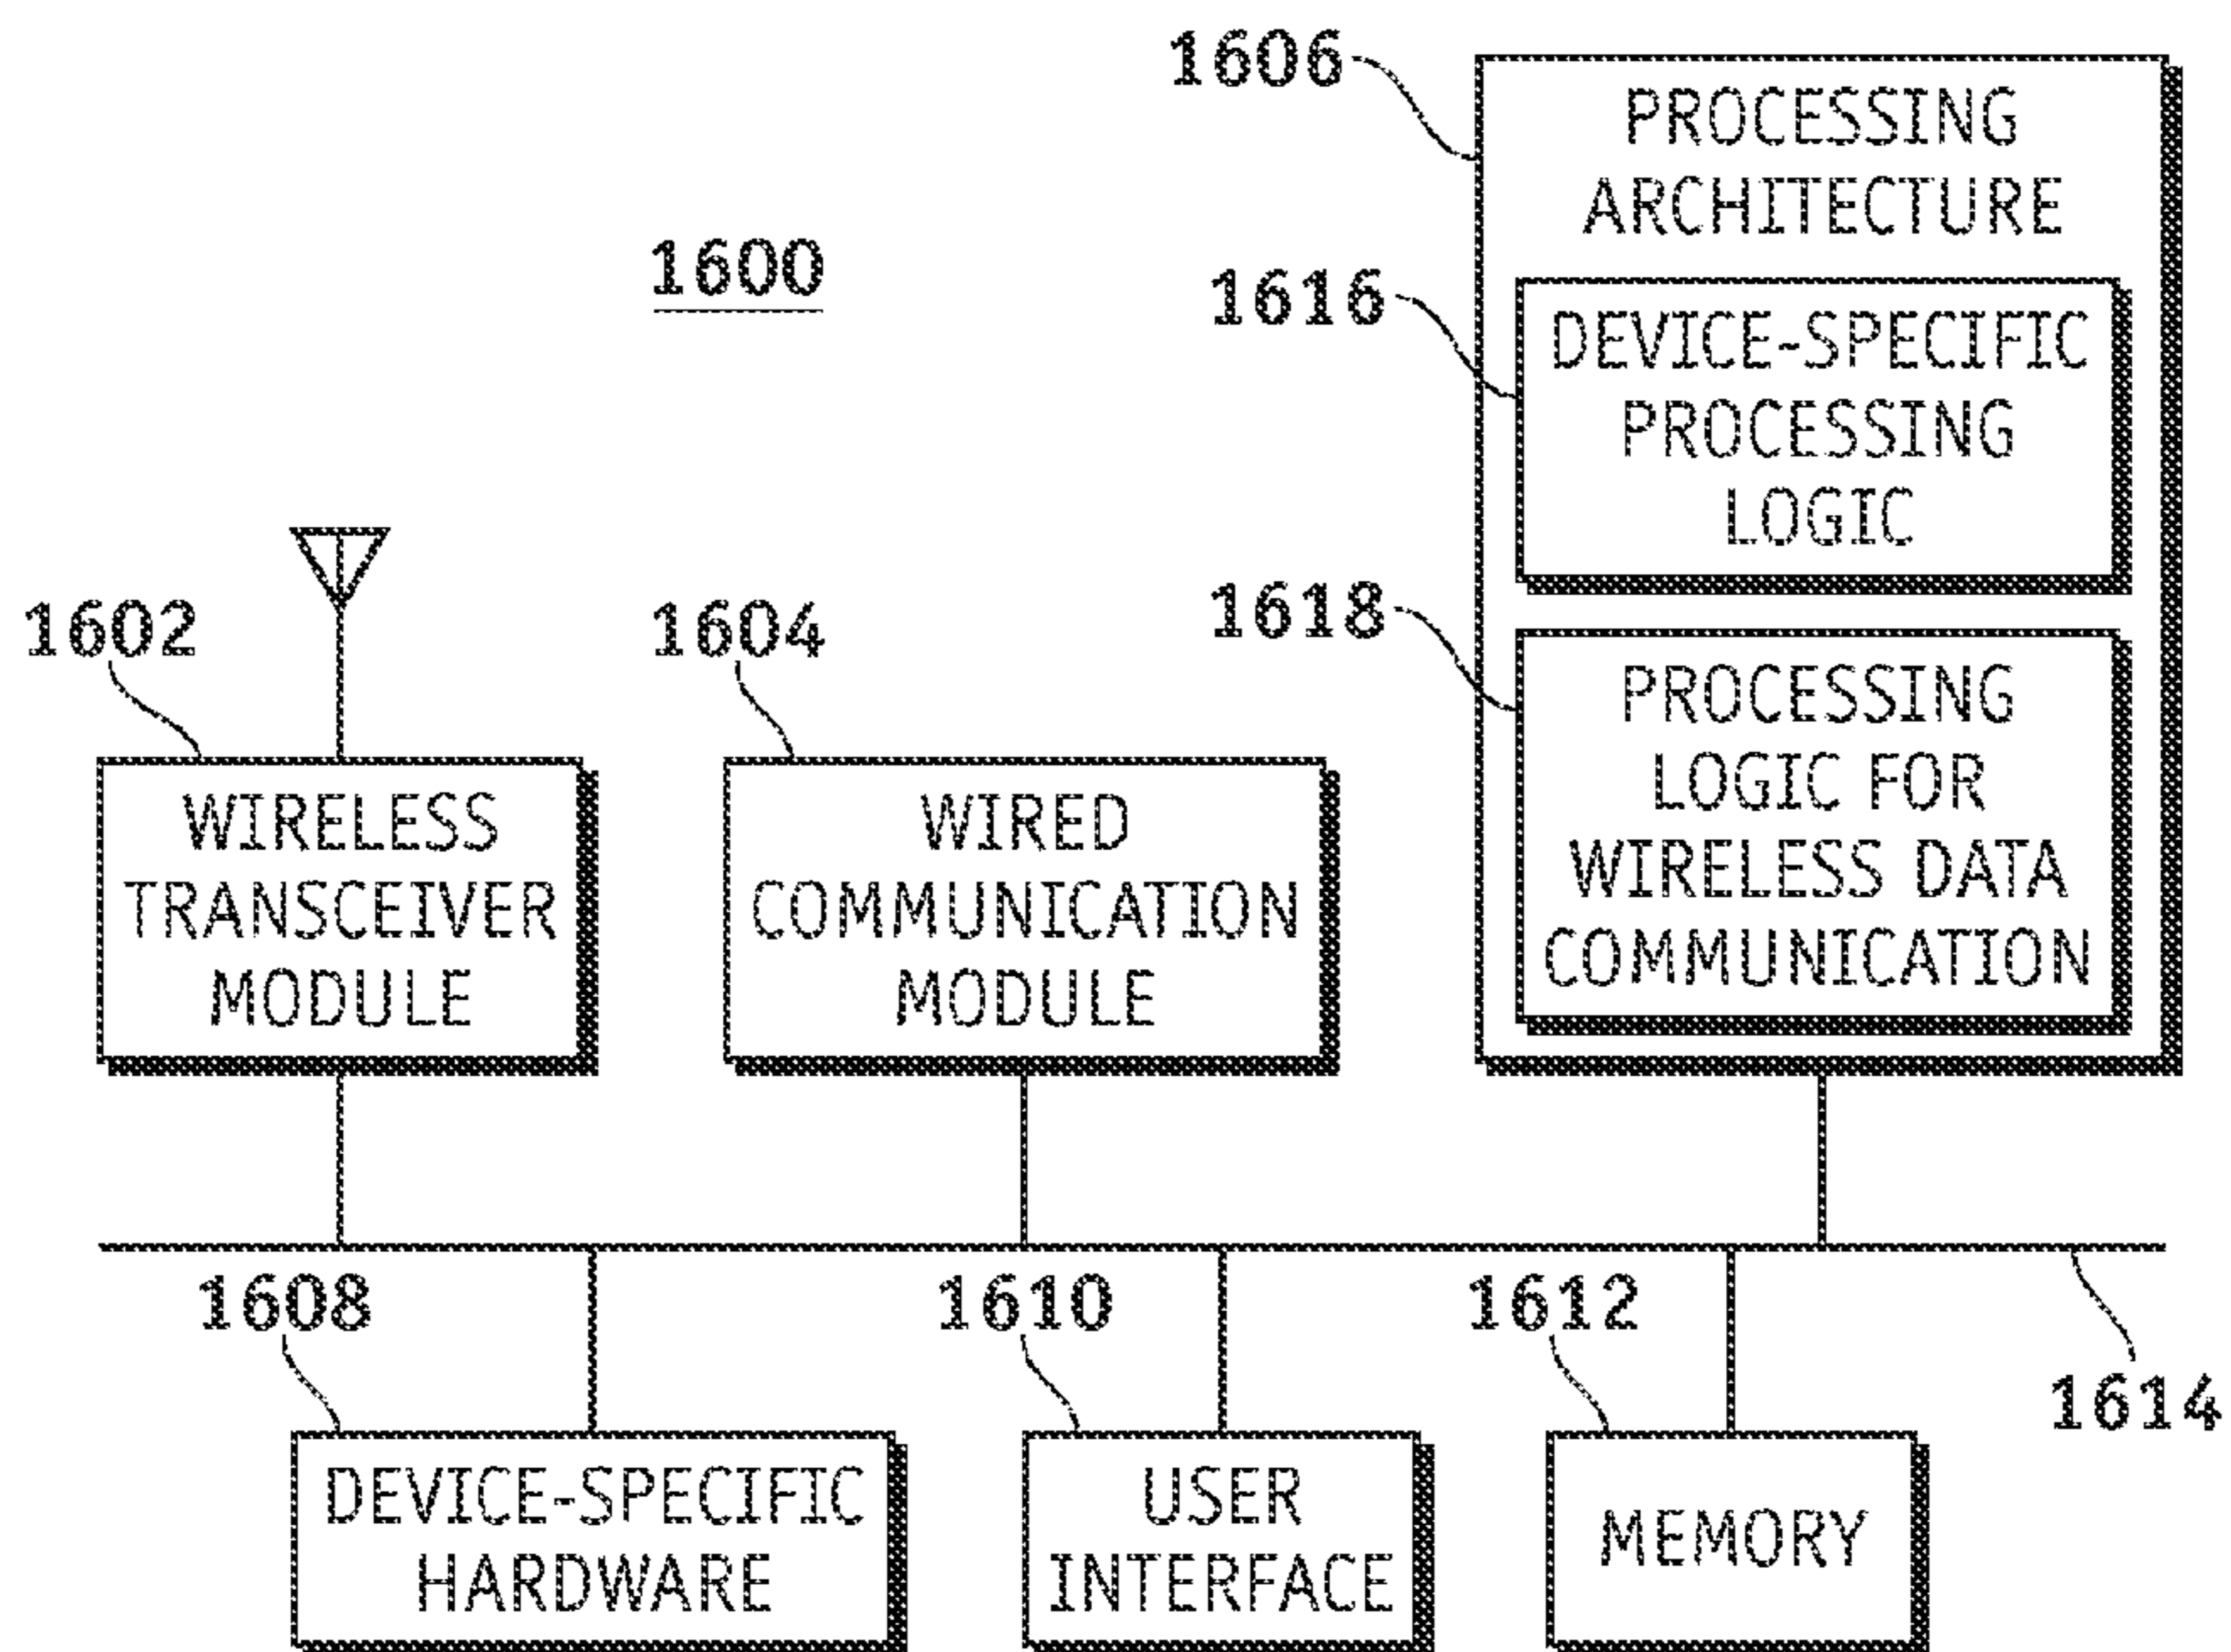 1606
PROCESSING
ARCHITECTURE
1600
1616
DEVICE-SPECIFIC
PROCESSING
LOGIC
1602
1604
1618
PROCESSING
LOGIC FOR
WIRELESS DATA
COMMUNICATION
WIRELESS
TRANSCEIVER
MODULE
WIRED
COMMUNICATION
MODULE
1608
1610
1612
1614
DEVICE-SPECIFIC
HARDWARE
USER
INTERFACE
MEMORY